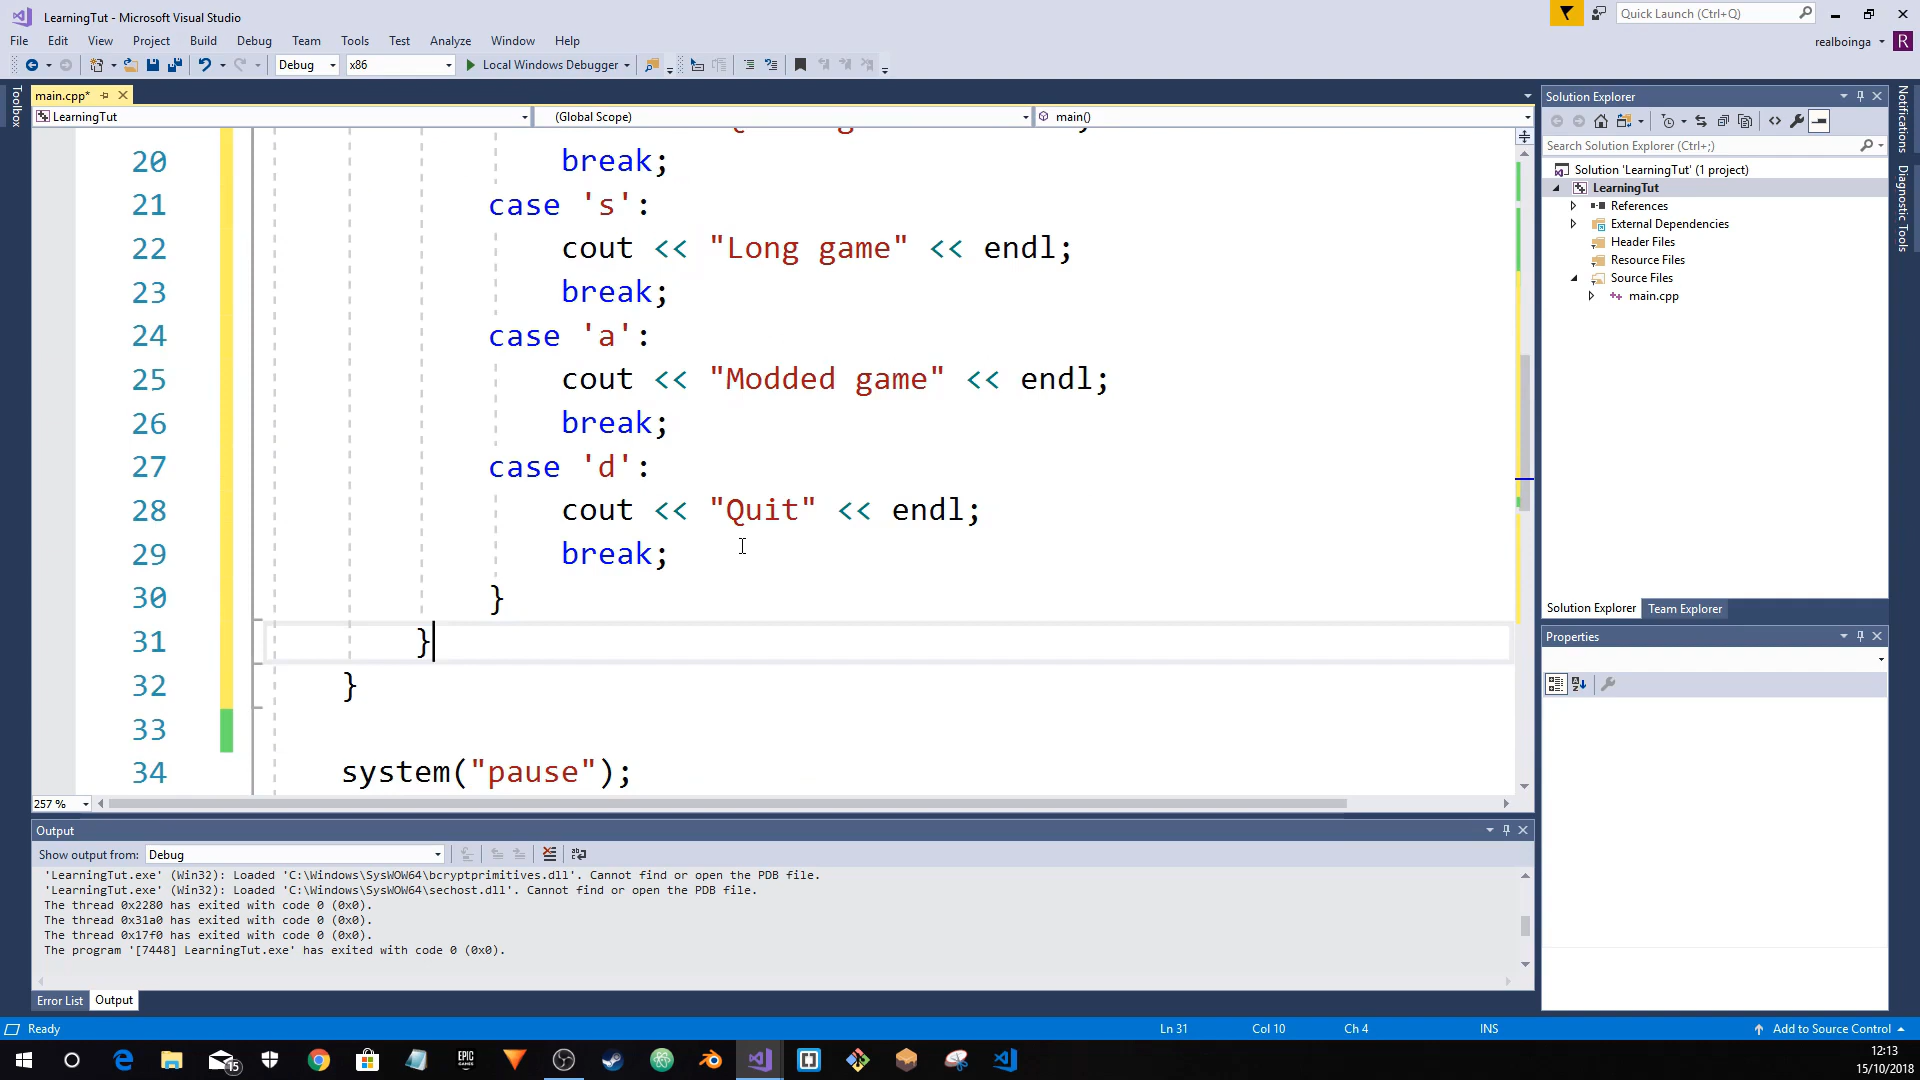 LearningTut - Microsoft Visual Studio
Quick Launch (Ctrl+Q)
File Edit View Project Build Debug Team Tools Test Analyze Window Help
realboinga R
Debug x86 Local Windows Debugger
Toolbox
main.cpp*
LearningTut (Global Scope) main()
20 break;
21 case 's':
22 cout << "Long game" << endl;
23 break;
24 case 'a':
25 cout << "Modded game" << endl;
26 break;
27 case 'd':
28 cout << "Quit" << endl;
29 break;
30 }
31 }
32 }
33
34 system("pause");
257 %
Output
Show output from: Debug
'LearningTut.exe' (Win32): Loaded 'C:\Windows\SysWOW64\bcryptprimitives.dll'. Cannot find or open the PDB file.
'LearningTut.exe' (Win32): Loaded 'C:\Windows\SysWOW64\sechost.dll'. Cannot find or open the PDB file.
The thread 0x2280 has exited with code 0 (0x0).
The thread 0x31a0 has exited with code 0 (0x0).
The thread 0x17f0 has exited with code 0 (0x0).
The program '[7448] LearningTut.exe' has exited with code 0 (0x0).
Error List Output
Solution Explorer
Search Solution Explorer (Ctrl+;)
Solution 'LearningTut' (1 project)
LearningTut
References
External Dependencies
Header Files
Resource Files
Source Files
main.cpp
Solution Explorer Team Explorer
Properties
Notifications
Diagnostic Tools
Ready Ln 31 Col 10 Ch 4 INS Add to Source Control
15
EPIC GAMES
12:13
15/10/2018